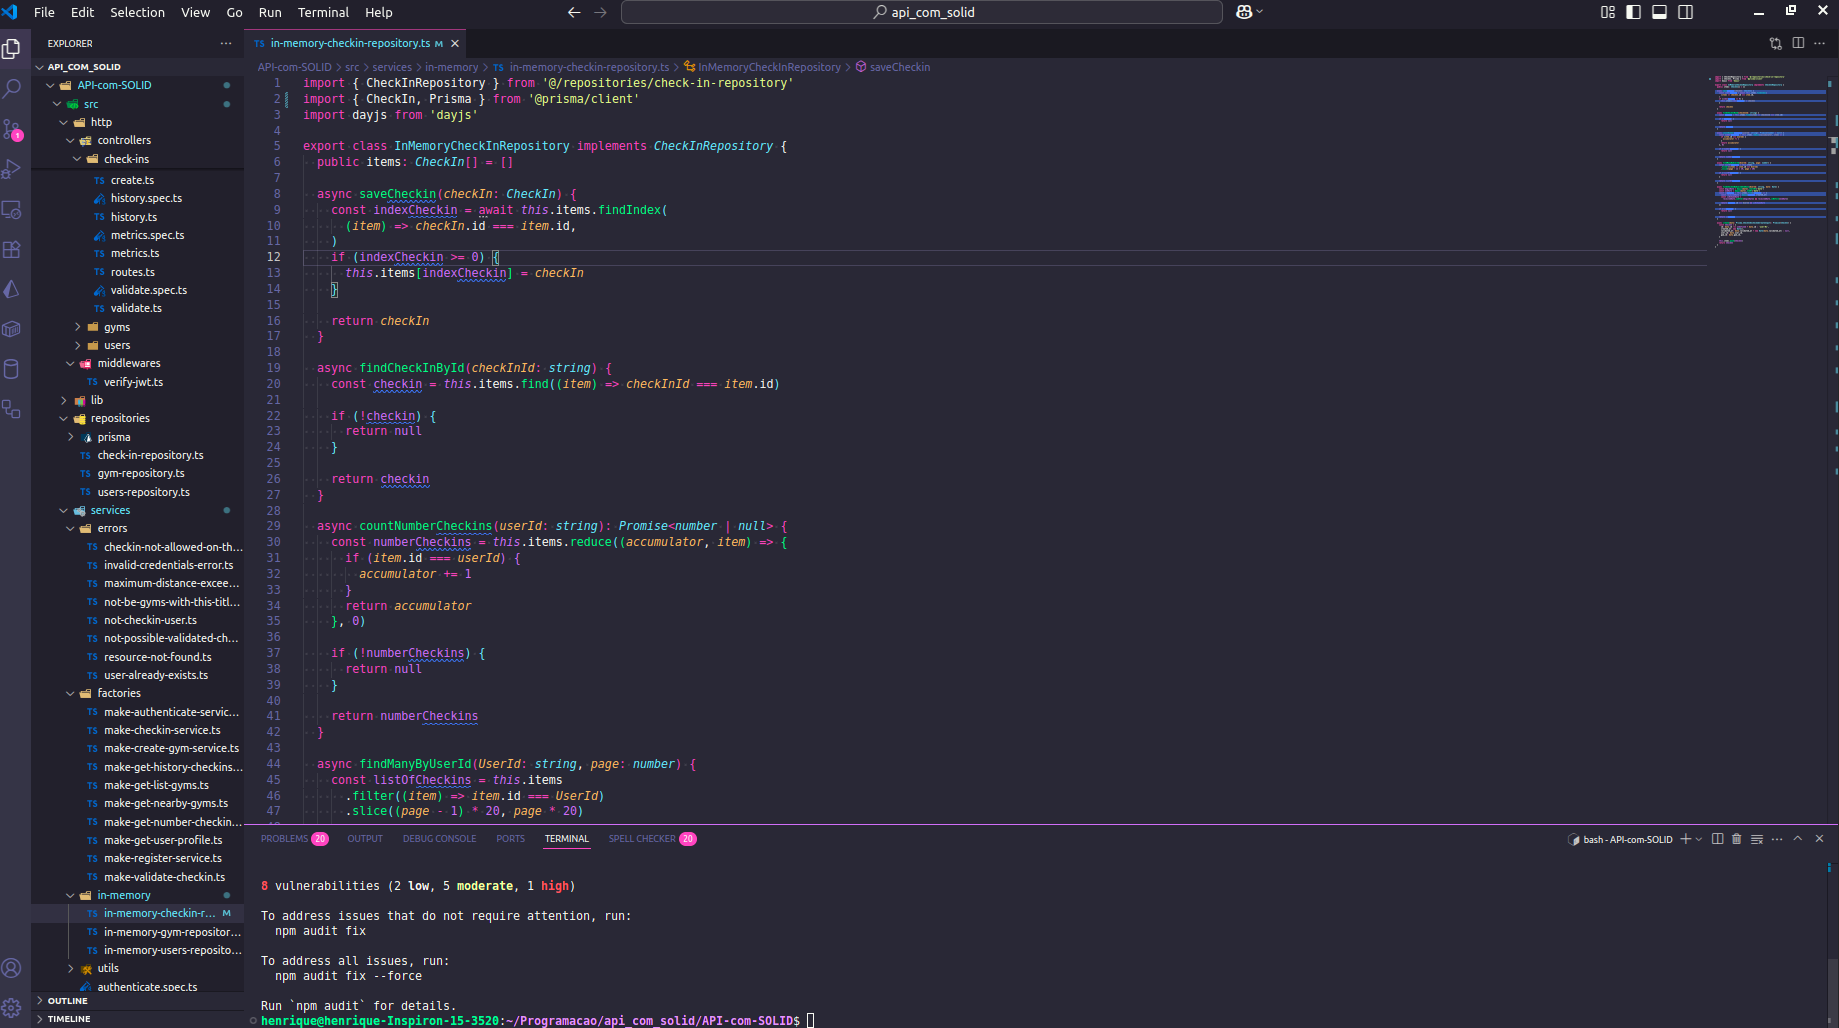 File Edit Selection View Go Run Terminal Help
api_com_solid
EXPLORER
API_COM_SOLID
API-com-SOLID
src
http
controllers
check-ins
create.ts
history.spec.ts
history.ts
metrics.spec.ts
metrics.ts
routes.ts
validate.spec.ts
validate.ts
gyms
users
middlewares
verify-jwt.ts
lib
repositories
prisma
check-in-repository.ts
gym-repository.ts
users-repository.ts
services
errors
checkin-not-allowed-on-th...
invalid-credentials-error.ts
maximum-distance-excee...
not-be-gyms-with-this-titl...
not-checkin-user.ts
not-possible-validated-ch...
resource-not-found.ts
user-already-exists.ts
factories
make-authenticate-servic...
make-checkin-service.ts
make-create-gym-service.ts
make-get-history-checkins...
make-get-list-gyms.ts
make-get-nearby-gyms.ts
make-get-number-checkin...
make-get-user-profile.ts
make-register-service.ts
make-validate-checkin.ts
in-memory
in-memory-checkin-r... M
in-memory-gym-repositor...
in-memory-users-reposito...
utils
authenticate.spec.ts
OUTLINE
TIMELINE
1
TS in-memory-checkin-repository.ts M
API-com-SOLID > src > services > in-memory > TS in-memory-checkin-repository.ts > InMemoryCheckInRepository > saveCheckin
1 import { CheckInRepository } from '@/repositories/check-in-repository'
2 import { CheckIn, Prisma } from '@prisma/client'
3 import dayjs from 'dayjs'
4
5 export class InMemoryCheckInRepository implements CheckInRepository {
6 public items: CheckIn[] = []
7
8 async saveCheckin(checkIn: CheckIn) {
9 const indexCheckin = await this.items.findIndex(
10 (item) => checkIn.id === item.id,
11 )
12 if (indexCheckin >= 0) {
13 this.items[indexCheckin] = checkIn
14 }
15
16 return checkIn
17 }
18
19 async findCheckInById(checkInId: string) {
20 const checkin = this.items.find((item) => checkInId === item.id)
21
22 if (!checkin) {
23 return null
24 }
25
26 return checkin
27 }
28
29 async countNumberCheckins(userId: string): Promise<number | null> {
30 const numberCheckins = this.items.reduce((accumulator, item) => {
31 if (item.id === userId) {
32 accumulator += 1
33 }
34 return accumulator
35 }, 0)
36
37 if (!numberCheckins) {
38 return null
39 }
40
41 return numberCheckins
42 }
43
44 async findManyByUserId(UserId: string, page: number) {
45 const listOfCheckins = this.items
46 .filter((item) => item.id === UserId)
47 .slice((page - 1) * 20, page * 20)
PROBLEMS 20 OUTPUT DEBUG CONSOLE PORTS TERMINAL SPELL CHECKER 20
bash - API-com-SOLID
8 vulnerabilities (2 low, 5 moderate, 1 high)
To address issues that do not require attention, run:
npm audit fix
To address all issues, run:
npm audit fix --force
Run `npm audit` for details.
henrique@henrique-Inspiron-15-3520:~/Programacao/api_com_solid/API-com-SOLID$